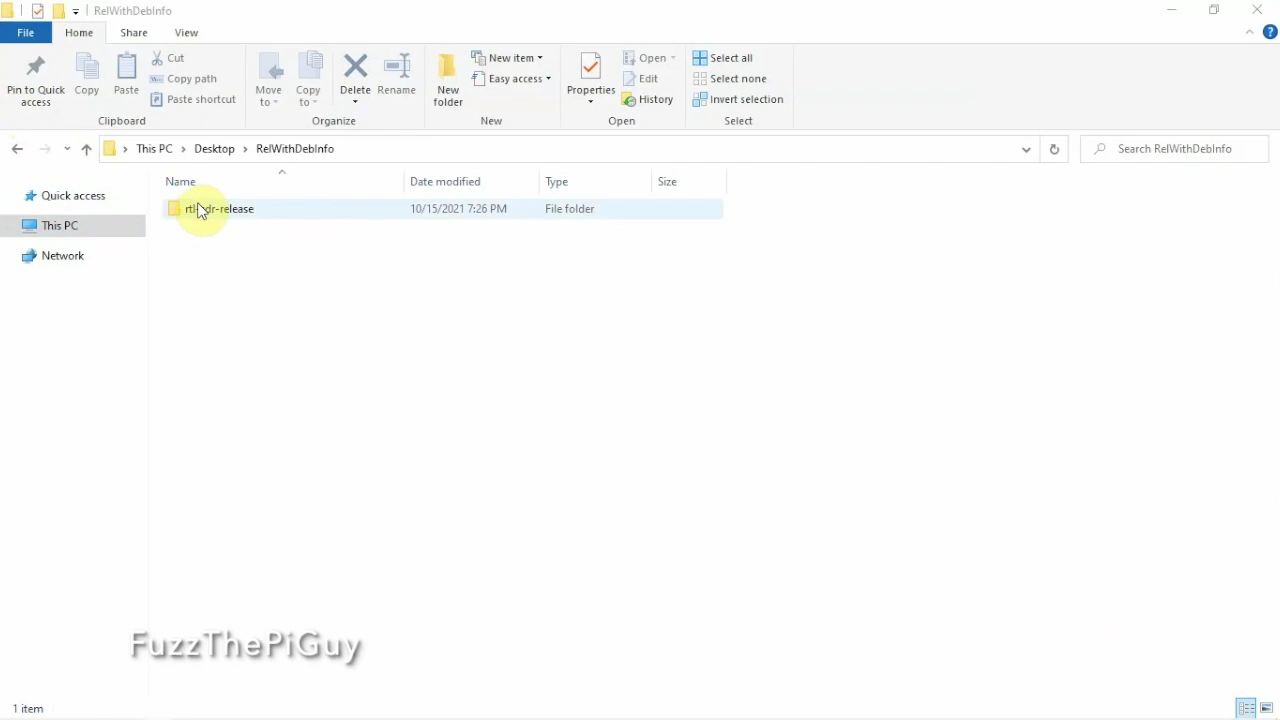 RelWithDebInfo
File Home Share View
Pin to Quick access
Copy
Paste
Cut
Copy path
Paste shortcut
Clipboard
Move to
Copy to
Delete
Rename
Organize
New folder
New item
Easy access
New
Properties
Open
Edit
History
Open
Select all
Select none
Invert selection
Select
This PC > Desktop > RelWithDebInfo
Search RelWithDebInfo
Quick access
This PC
Network
Name Date modified Type Size
rtl-sdr-release 10/15/2021 7:26 PM File folder
FuzzThePiGuy
1 item